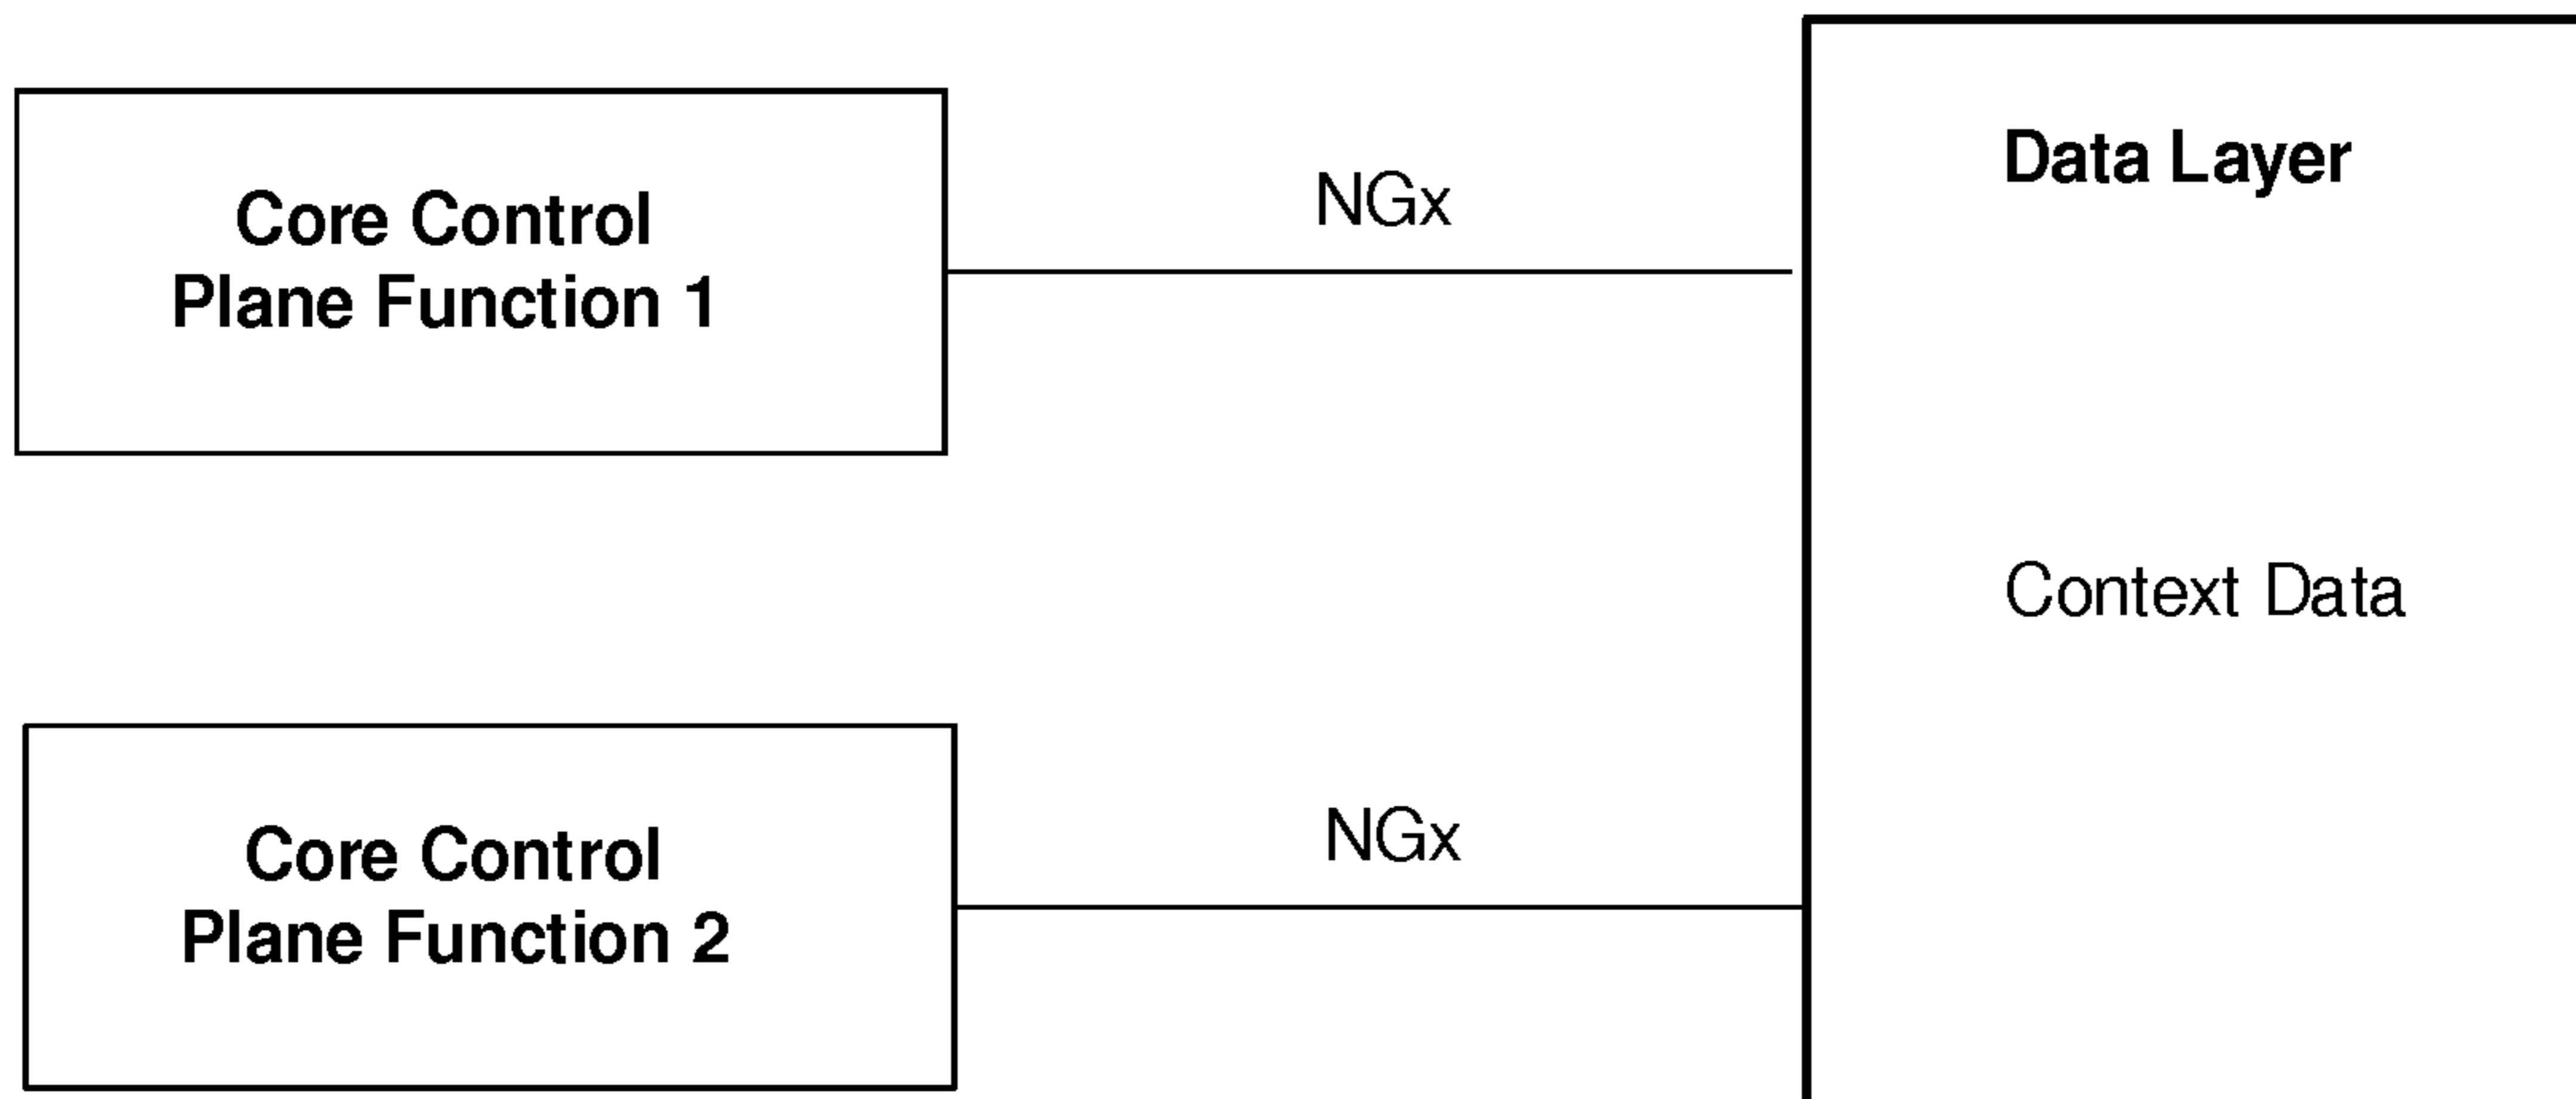 Core Control
Plane Function 1
NGx
Data Layer
Context Data
Core Control
Plane Function 2
NGx